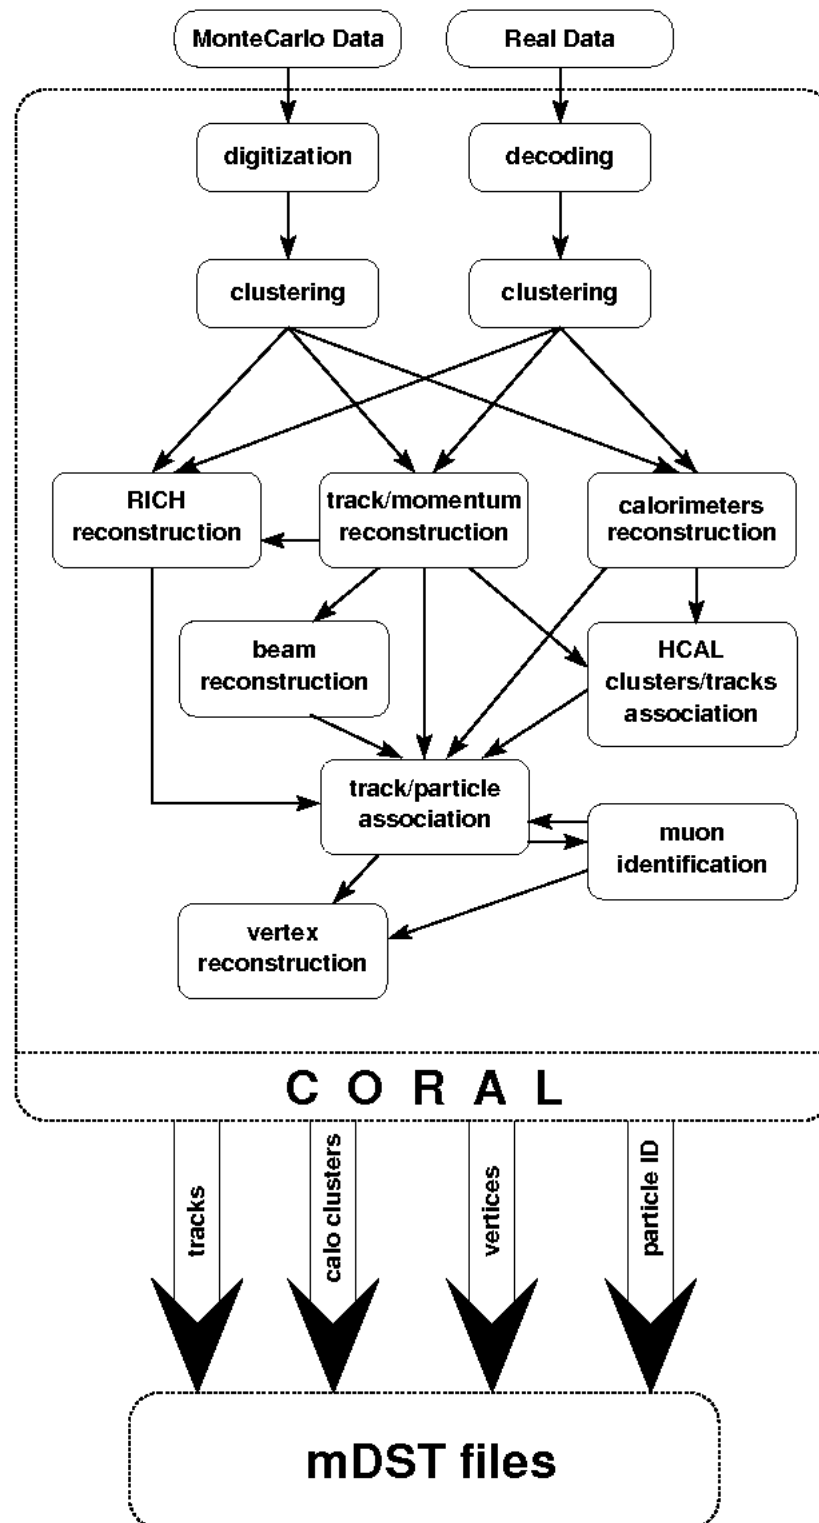 MonteCarlo Data
Real Data
digitization
decoding
clustering
clustering
RICH
reconstruction
track/momentum
reconstruction
calorimeters
reconstruction
beam
reconstruction
HCAL
clusters/tracks
association
track/particle
association
muon
identification
vertex
reconstruction
C O R A L
tracks
calo clusters
vertices
particle ID
mDST files